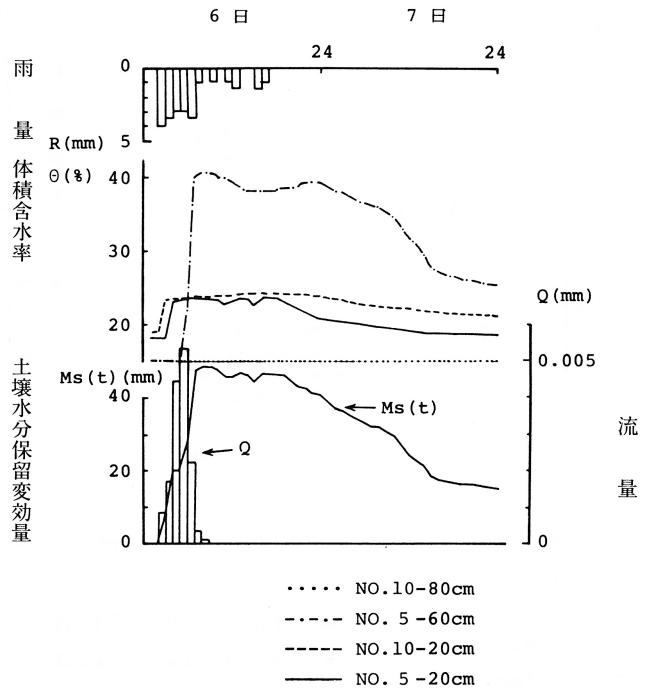 6 日 7 日
24 24
雨量
0
5
R(mm)
体積含水率
Θ(%)
40
30
20
Q(mm)
0.005
0
流量
土壌水分保留変効量
Ms(t)(mm)
40
20
0
Ms(t)
Q
NO.10-80cm
NO. 5-60cm
NO.10-20cm
NO. 5-20cm